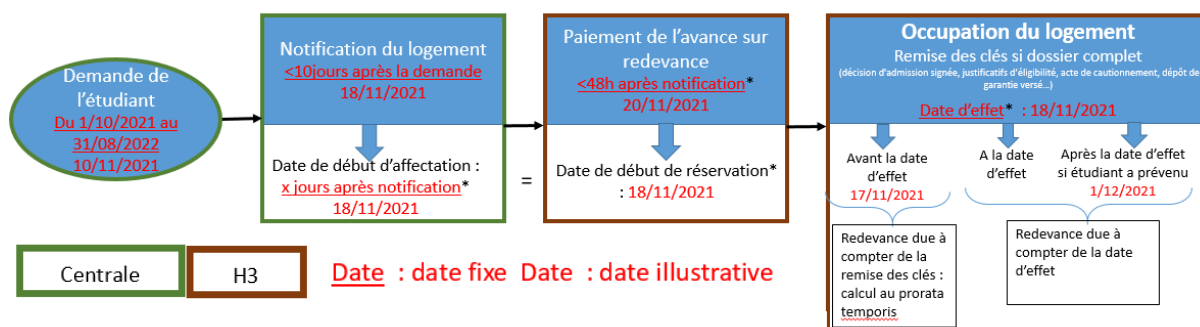 Demande de
l'étudiant
Du 1/10/2021 au
31/08/2022
10/11/2021
Notification du logement
<10jours après la demande
18/11/2021
Date de début d'affectation :
x jours après notification*
18/11/2021
=
Paiement de l'avance sur
redevance
<48h après notification*
20/11/2021
Date de début de réservation*
: 18/11/2021
Occupation du logement
Remise des clés si dossier complet
(décision d'admission signée, justificatifs d'éligibilité, acte de cautionnement, dépôt de
garantie versé...)
Date d'effet* : 18/11/2021
Avant la date
d'effet
17/11/2021
A la date
d'effet
Après la date d'effet
si étudiant a prévenu
1/12/2021
Redevance due à
compter de la
remise des clés :
calcul au prorata
temporis
Redevance due à
compter de la date
d'effet
Centrale
H3
Date : date fixe Date : date illustrative